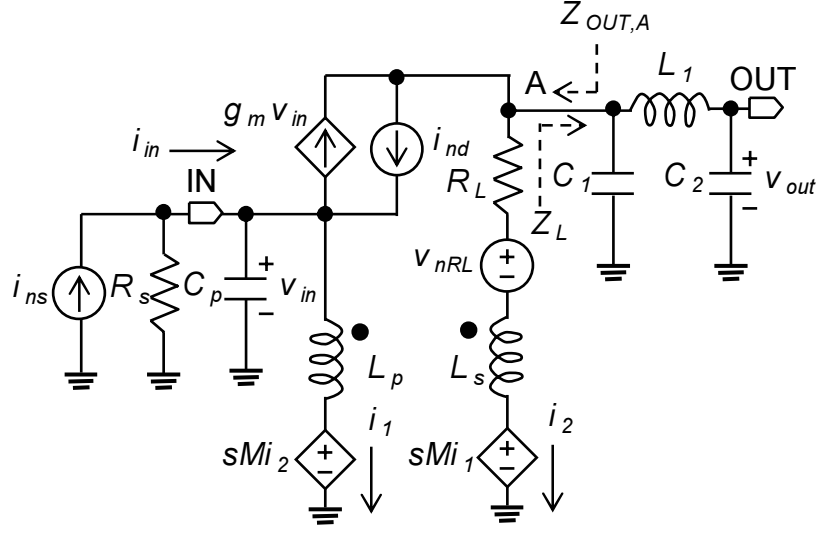 Z OUT,A
L 1
OUT
A
g m v in
i in
i nd
IN
R L
C 1
C 2
+
v out
−
Z L
v nRL
+
−
i ns
R s
C p
+
v in
−
L p
L s
i 1
i 2
sMi 2
+
−
sMi 1
+
−